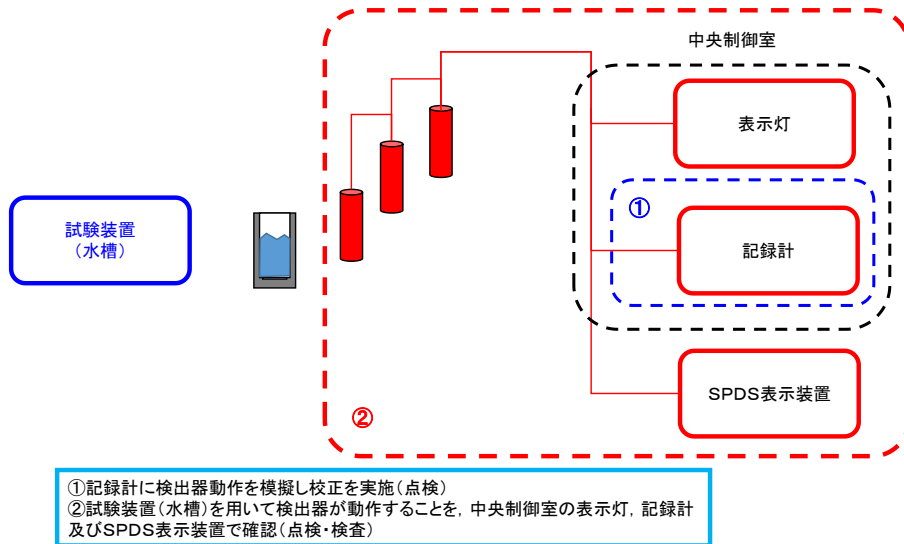 中央制御室
表示灯
①
試験装置
(水槽)
記録計
SPDS表示装置
②
①記録計に検出器動作を模擬し校正を実施(点検)
②試験装置(水槽)を用いて検出器が動作することを，中央制御室の表示灯，記録計
及びSPDS表示装置で確認(点検・検査)